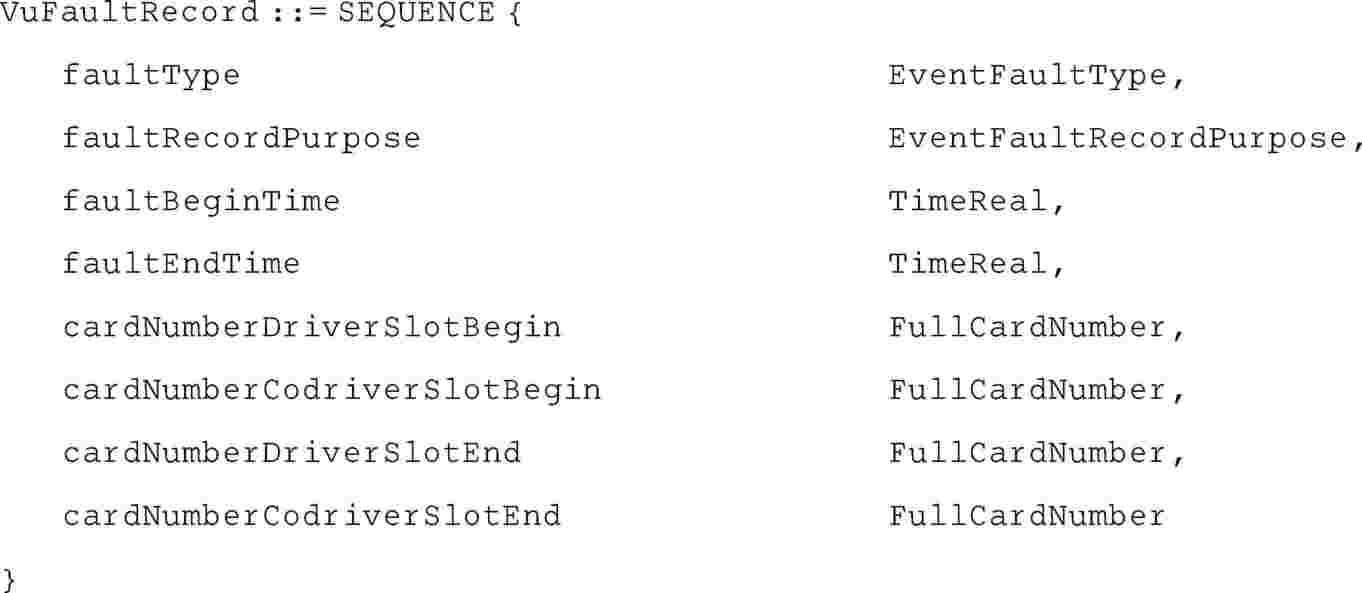 VuFaultRecord ::= SEQUENCE {
faultType EventFaultType,
faultRecordPurpose EventFaultRecordPurpose,
faultBeginTime TimeReal,
faultEndTime TimeReal,
cardNumberDriverSlotBegin FullCardNumber,
cardNumberCodriverSlotBegin FullCardNumber,
cardNumberDriverSlotEnd FullCardNumber,
cardNumberCodriverSlotEnd FullCardNumber
}